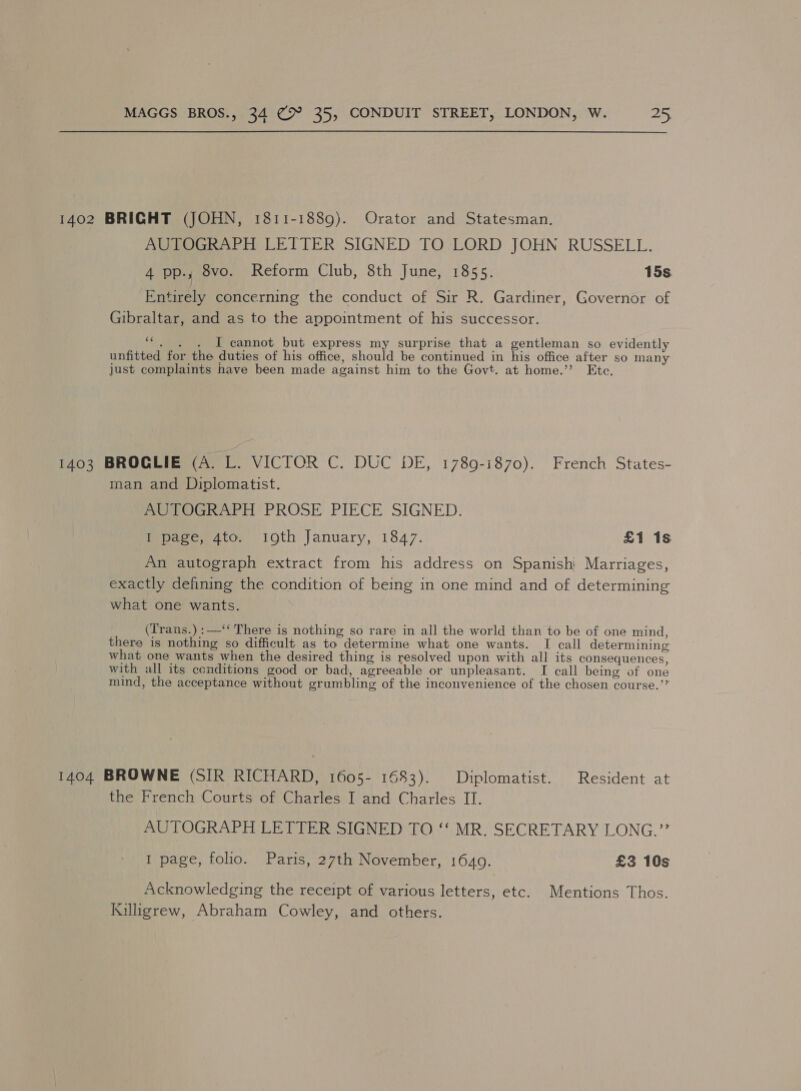 MAGGS BROS., 34 & 35, CONDUIT STREET, LONDON, W. 25
1402 BRIGHT (JOHN, 1811-1889). Orator and Statesman.
AUTOGRAPH LETTER SIGNED TO LORD JOHN RUSSELL.
4 pp., 8vo. Reform Club, 8th June, 1855. 15s
Entirely concerning the conduct of Sir R. Gardiner, Governor of
Gibraltar, and as to the appointment of his successor.
“. . . I cannot but express my surprise that a gentleman so evidently
unfitted for the duties of his office, should be continued in his office after so many
just complaints have been made against him to the Govt. at home.” Etc.
1403 BROGLIE (A. L. VICTOR C. DUC DE, 1789-1870). French States-
man and Diplomatist.
AUTOGRAPH PROSE PIECE SIGNED.
1 page, 4to. 19th January, 1847. £1 1s
An autograph extract from his address on Spanish Marriages,
exactly defining the condition of being in one mind and of determining
what one wants.
(Trans.):—“There is nothing so rare in all the world than to be of one mind,
there is nothing so difficult as to determine what one wants. I call determining
what one wants when the desired thing is resolved upon with all its consequences,
with all its conditions good or bad, agreeable or unpleasant. I call being of one
mind, the acceptance without grumbling of the inconvenience of the chosen course.”
1404 BROWNE (SIR RICHARD, 1605- 1683). Diplomatist. Resident at
the French Courts of Charles I and Charles II.
AUTOGRAPH LETTER SIGNED TO “MR. SECRETARY LONG.”
1 page, folio. Paris, 27th November, 1649. £3 10s
Acknowledging the receipt of various letters, etc. Mentions Thos.
Killigrew, Abraham Cowley, and others.